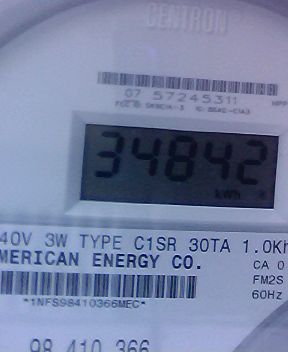 CENTRON
07 57245311
34842
kWh
40V 3W TYPE C1SR 30TA 1.0Kh
MERICAN ENERGY CO.
CA 0
FM2S
60Hz
*1NFS98410366MEC*
98 410 366